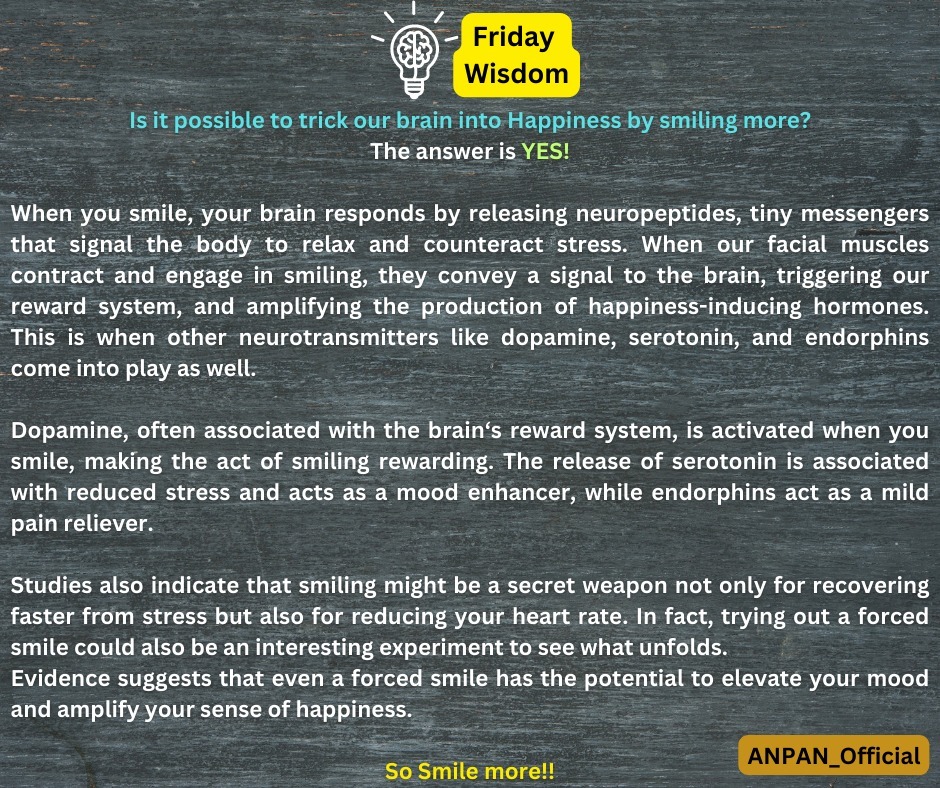 Friday
Wisdom
Is it possible to trick our brain into Happiness by smiling more?
The answer is YES!
When you smile, your brain responds by releasing neuropeptides, tiny messengers
that signal the body to relax and counteract stress. When our facial muscles
contract and engage in smiling, they convey a signal to the brain, triggering our
reward system, and amplifying the production of happiness-inducing hormones.
This is when other neurotransmitters like dopamine, serotonin, and endorphins
come into play as well.
Dopamine, often associated with the brain‘s reward system, is activated when you
smile, making the act of smiling rewarding. The release of serotonin is associated
with reduced stress and acts as a mood enhancer, while endorphins act as a mild
pain reliever.
Studies also indicate that smiling might be a secret weapon not only for recovering
faster from stress but also for reducing your heart rate. In fact, trying out a forced
smile could also be an interesting experiment to see what unfolds.
Evidence suggests that even a forced smile has the potential to elevate your mood
and amplify your sense of happiness.
So Smile more!!
ANPAN_Official